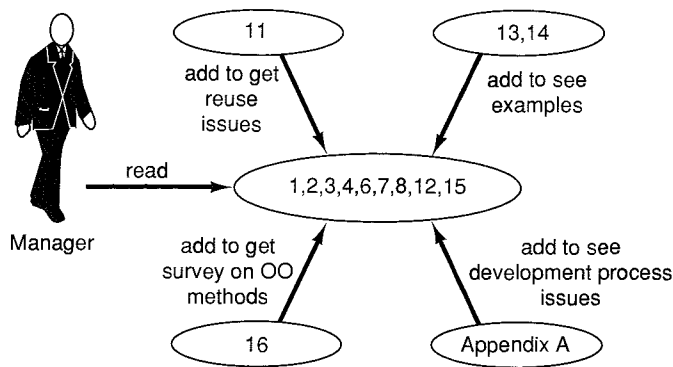 11
13,14
add to get
reuse
issues
add to see
examples
read
1,2,3,4,6,7,8,12,15
Manager
add to get
survey on OO
methods
add to see
development process
issues
16
Appendix A